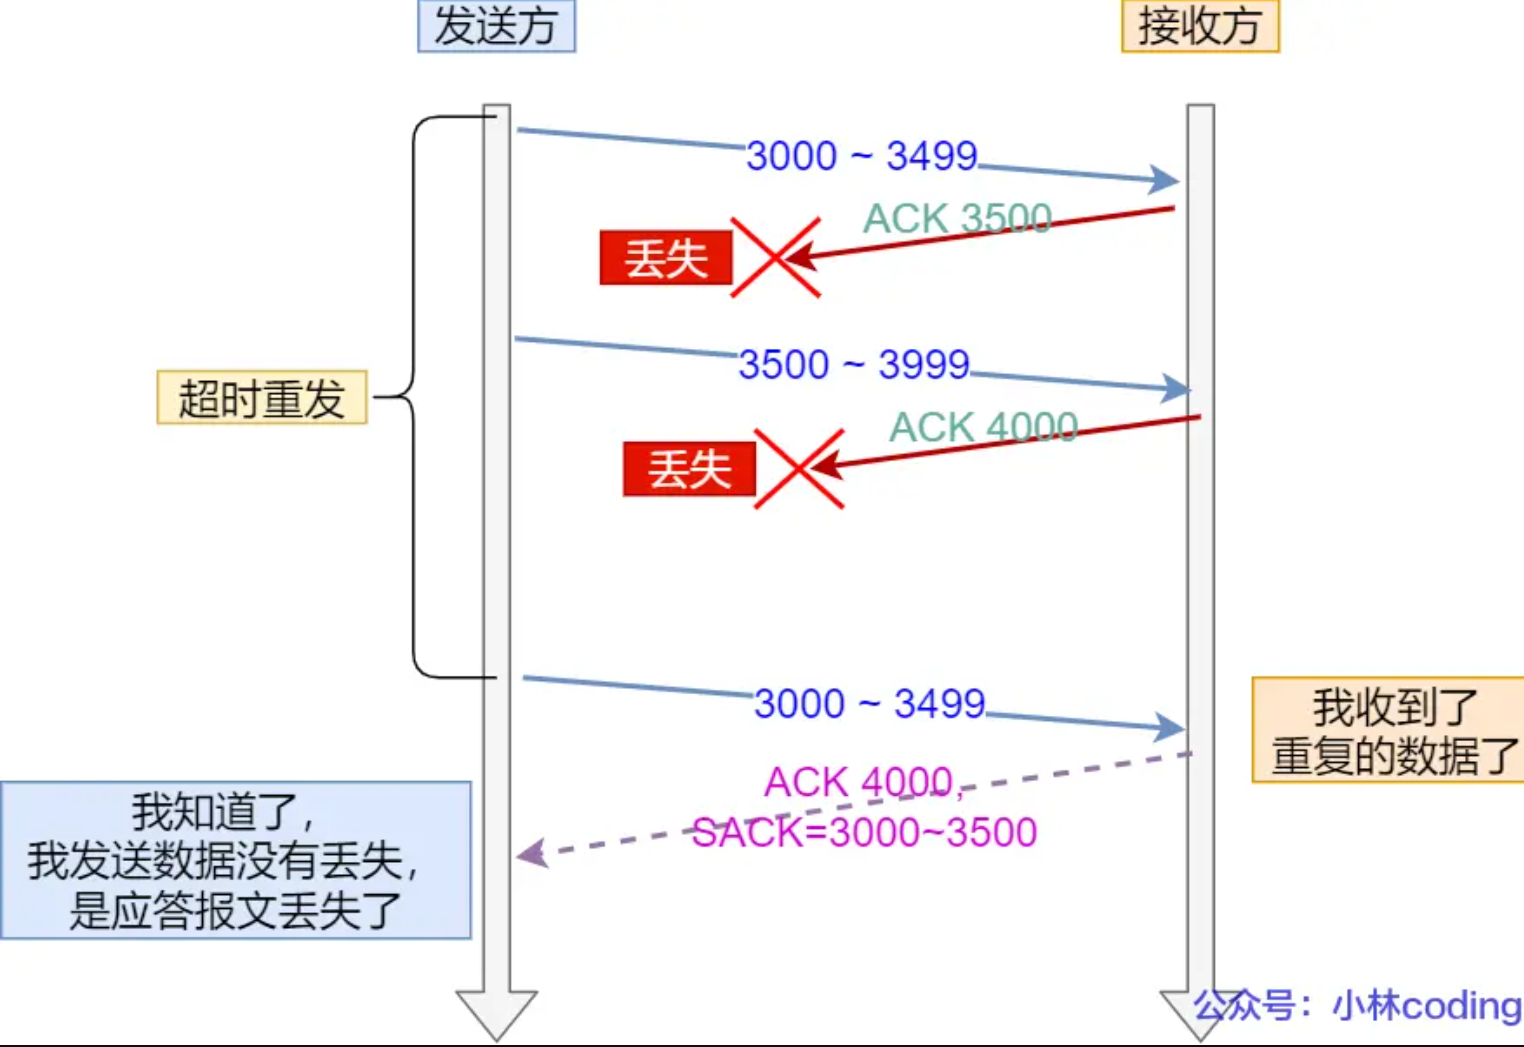 发送方
接收方
3000 ~ 3499
ACK 3500
丢失
3500 ~ 3999
超时重发
ACK 4000
丢失
3000 ~ 3499
我收到了
重复的数据了
ACK 4000,
SACK=3000~3500
我知道了，
我发送数据没有丢失，
是应答报文丢失了
公众号：小林coding